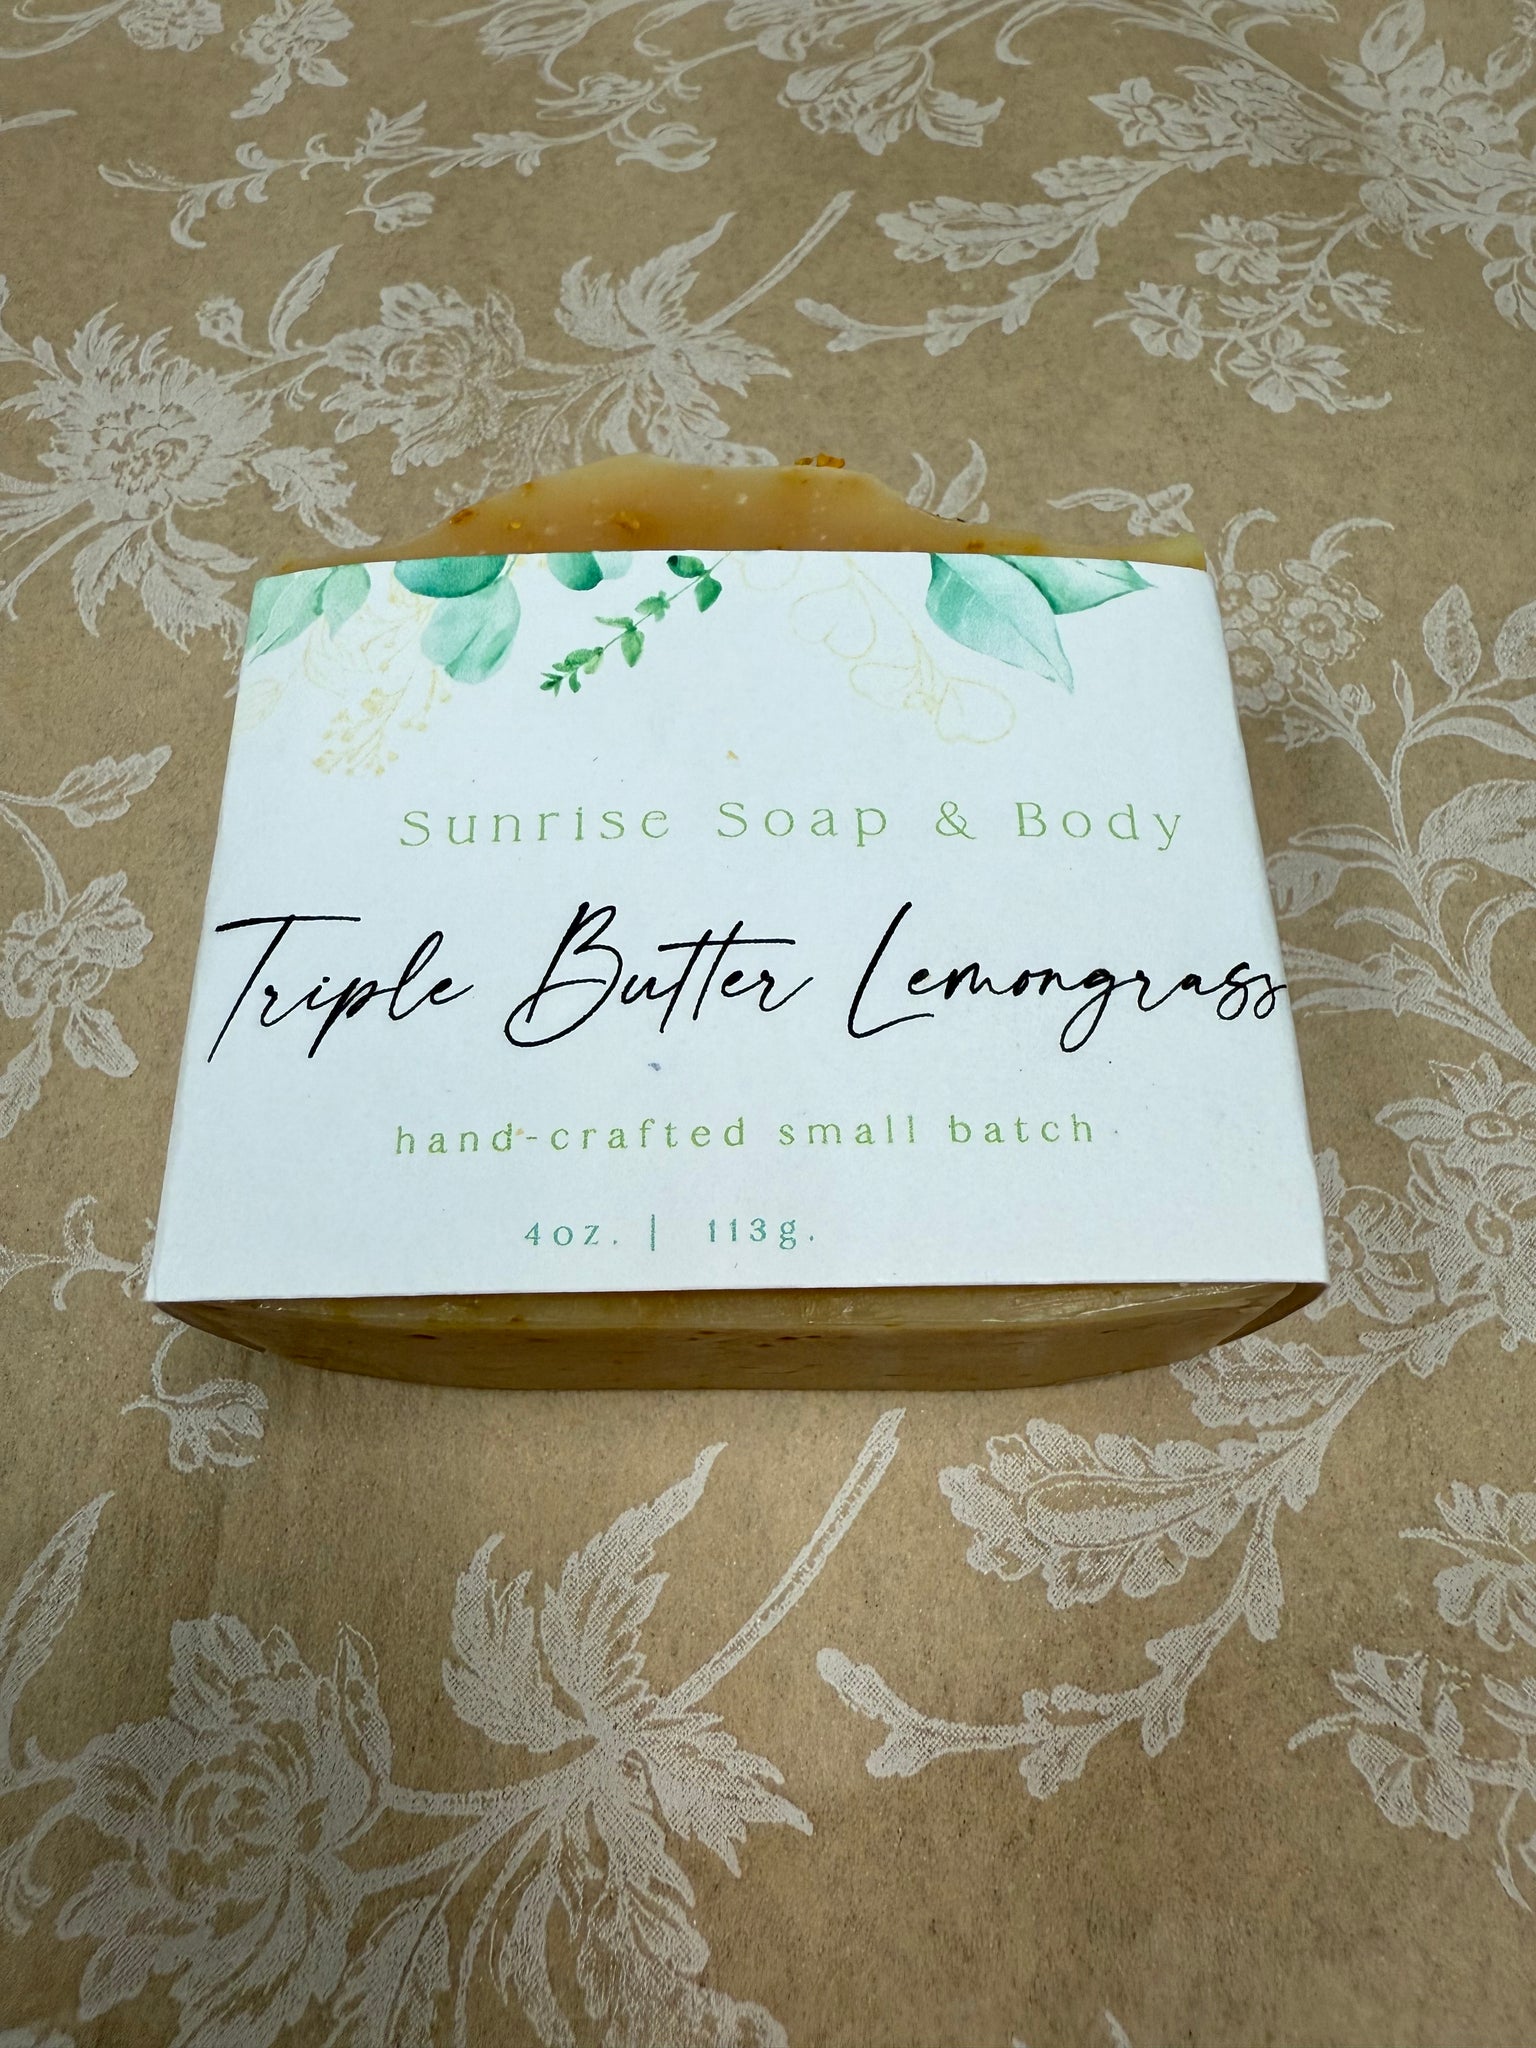 Sunrise Soap & Body
Triple Butter Lemongrass
hand-crafted small batch
4oz. | 113g.